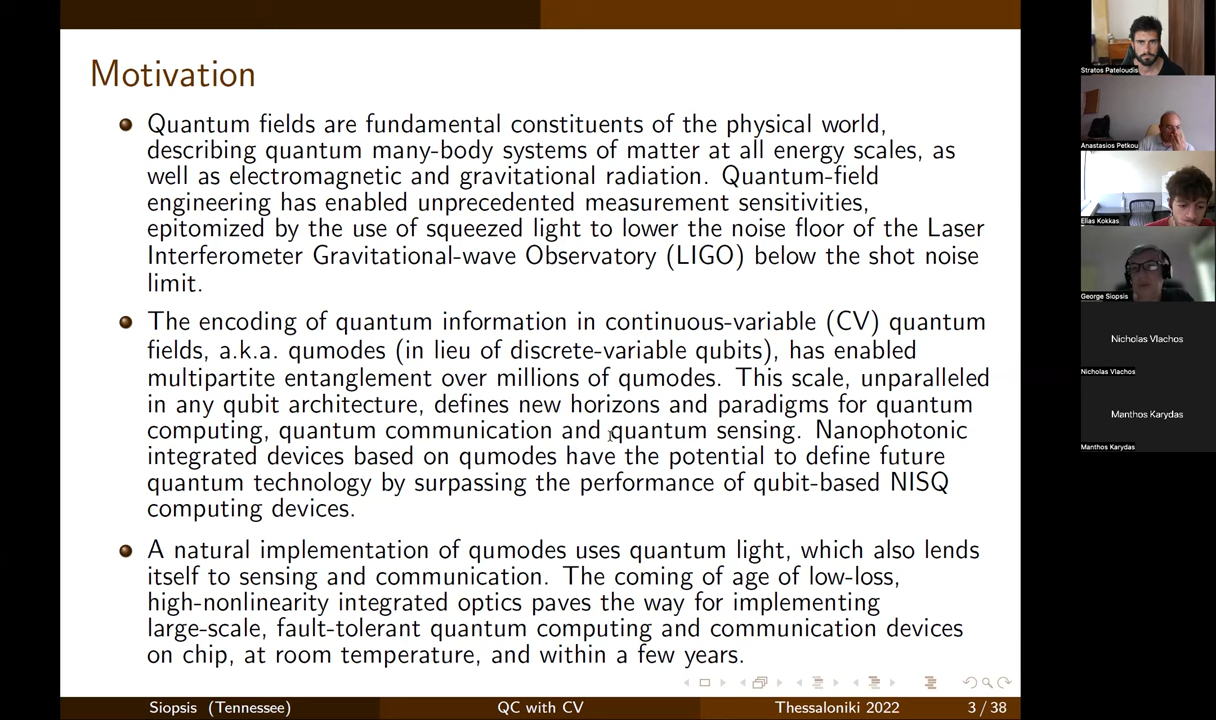 Motivation
Quantum fields are fundamental constituents of the physical world,
describing quantum many-body systems of matter at all energy scales, as
well as electromagnetic and gravitational radiation. Quantum-field
engineering has enabled unprecedented measurement sensitivities,
epitomized by the use of squeezed light to lower the noise floor of the Laser
Interferometer Gravitational-wave Observatory (LIGO) below the shot noise
limit.
The encoding of quantum information in continuous-variable (CV) quantum
fields, a.k.a. qumodes (in lieu of discrete-variable qubits), has enabled
multipartite entanglement over millions of qumodes. This scale, unparalleled
in any qubit architecture, defines new horizons and paradigms for quantum
computing, quantum communication and quantum sensing. Nanophotonic
integrated devices based on qumodes have the potential to define future
quantum technology by surpassing the performance of qubit-based NISQ
computing devices.
A natural implementation of qumodes uses quantum light, which also lends
itself to sensing and communication. The coming of age of low-loss,
high-nonlinearity integrated optics paves the way for implementing
large-scale, fault-tolerant quantum computing and communication devices
on chip, at room temperature, and within a few years.
Siopsis (Tennessee)
QC with CV
Thessaloniki 2022
3 / 38
Stratos Pateloudis
Anastasios Petkou
Elias Kokkas
George Siopsis
Nicholas Vlachos
Nicholas Vlachos
Manthos Karydas
Manthos Karydas